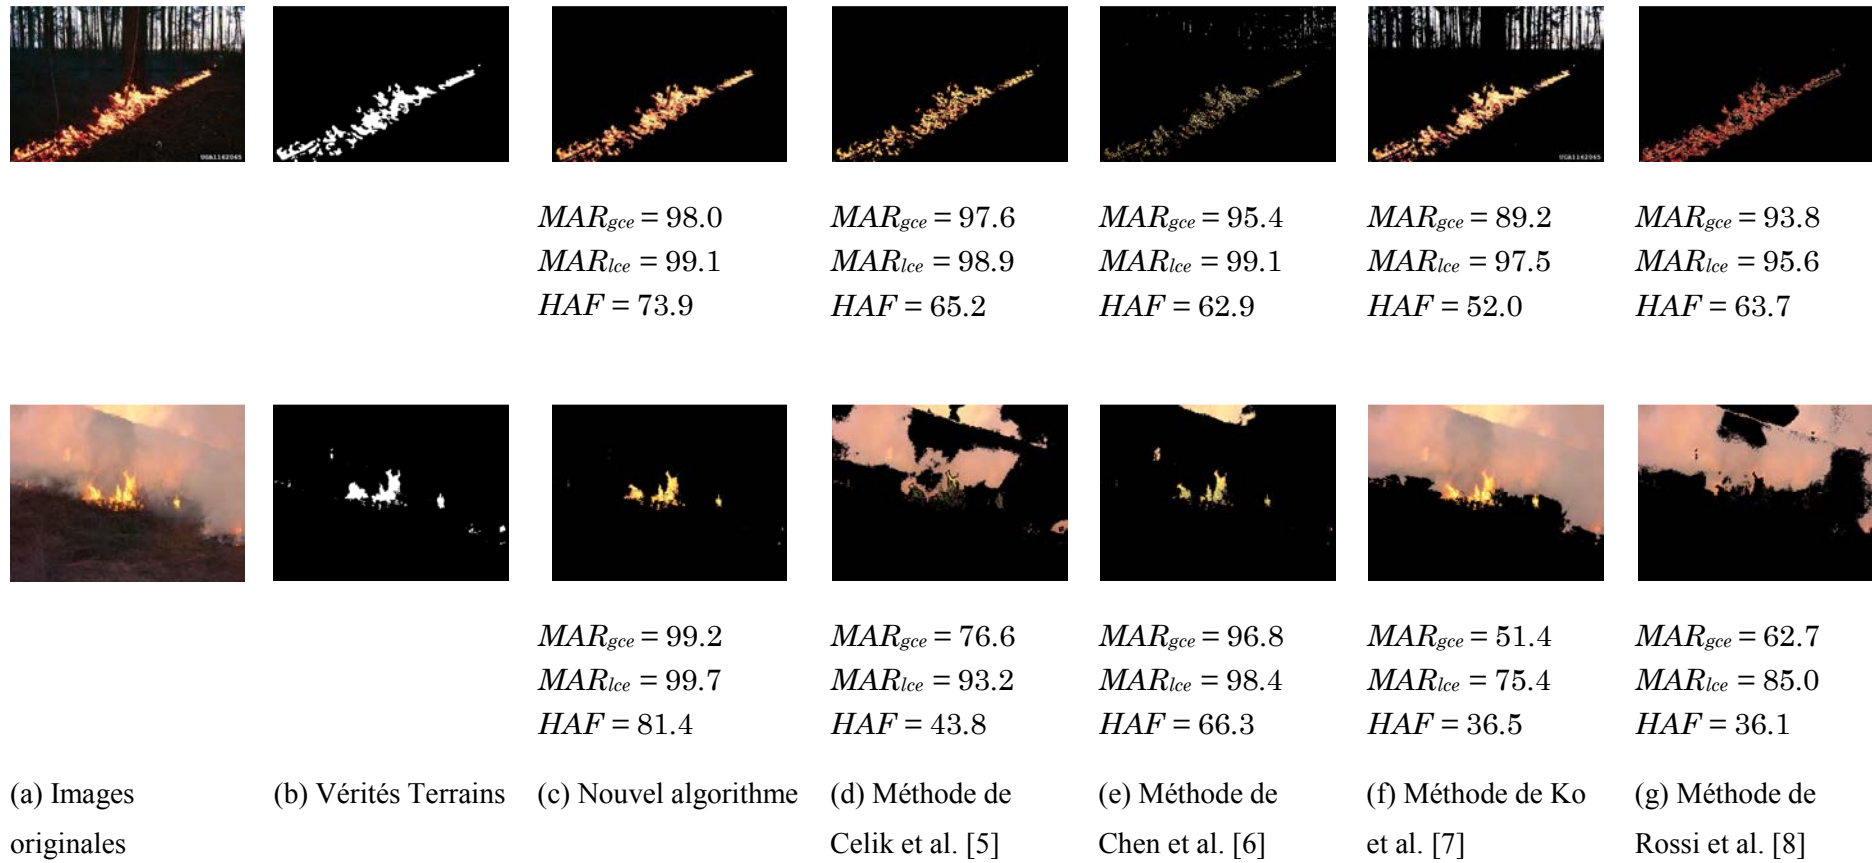 UGA1162065
UGA1162065
MARgce = 98.0
MARgce = 97.6
MARgce = 95.4
MARgce = 89.2
MARgce = 93.8
MARlce = 99.1
MARlce = 98.9
MARlce = 99.1
MARlce = 97.5
MARlce = 95.6
HAF = 73.9
HAF = 65.2
HAF = 62.9
HAF = 52.0
HAF = 63.7
MARgce = 99.2
MARgce = 76.6
MARgce = 96.8
MARgce = 51.4
MARgce = 62.7
MARlce = 99.7
MARlce = 93.2
MARlce = 98.4
MARlce = 75.4
MARlce = 85.0
HAF = 81.4
HAF = 43.8
HAF = 66.3
HAF = 36.5
HAF = 36.1
(a) Images
originales
(b) Vérités Terrains
(c) Nouvel algorithme
(d) Méthode de
Celik et al. [5]
(e) Méthode de
Chen et al. [6]
(f) Méthode de Ko
et al. [7]
(g) Méthode de
Rossi et al. [8]